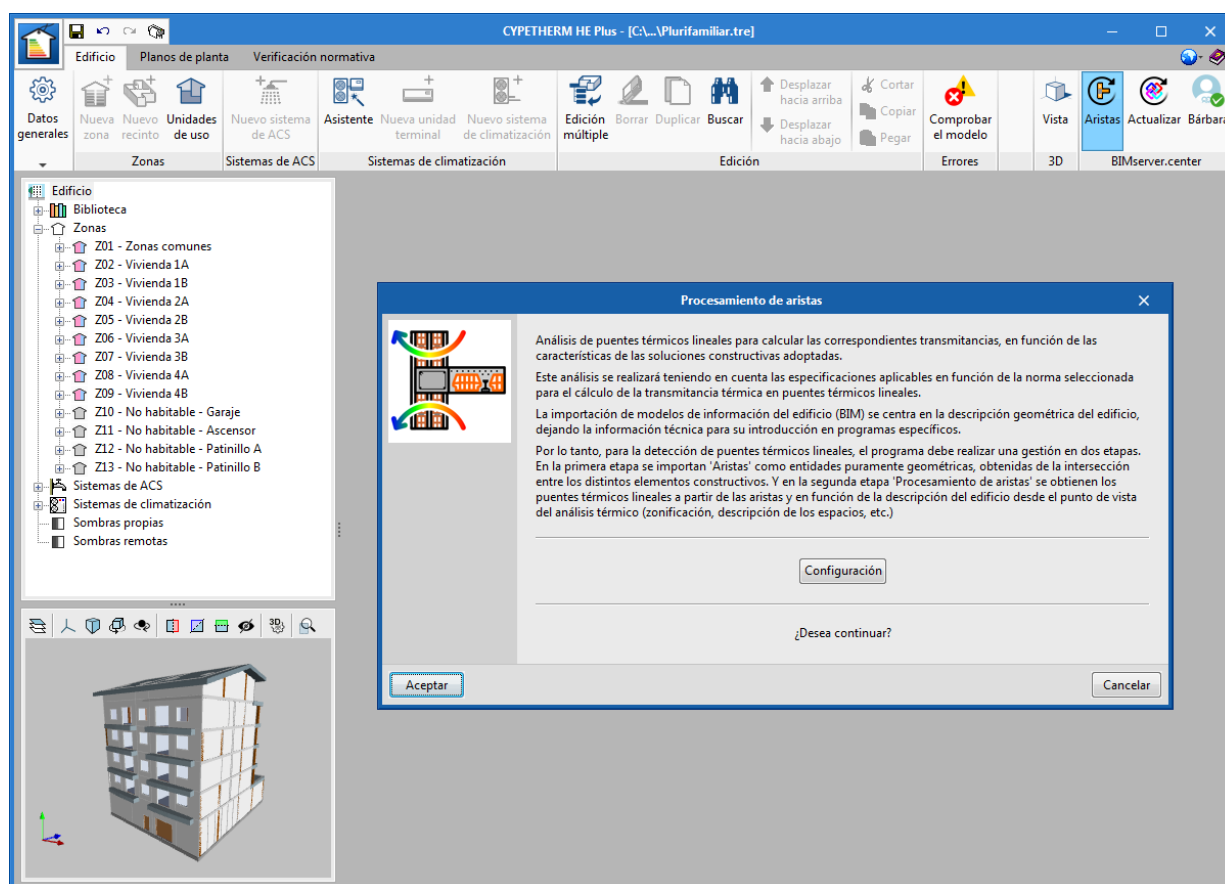 CYPETHERM HE Plus - [C:\...\Plurifamiliar.tre]
Edificio
Planos de planta
Verificación normativa
Datos generales
Nueva zona
Nuevo recinto
Unidades de uso
Nuevo sistema de ACS
Asistente
Nueva unidad terminal
Nuevo sistema de climatización
Edición múltiple
Borrar
Duplicar
Buscar
Desplazar hacia arriba
Desplazar hacia abajo
Cortar
Copiar
Pegar
Comprobar el modelo
Vista
Aristas
Actualizar
Bárbara
Zonas
Sistemas de ACS
Sistemas de climatización
Edición
Errores
3D
BIMserver.center
Edificio
Biblioteca
Zonas
Z01 - Zonas comunes
Z02 - Vivienda 1A
Z03 - Vivienda 1B
Z04 - Vivienda 2A
Z05 - Vivienda 2B
Z06 - Vivienda 3A
Z07 - Vivienda 3B
Z08 - Vivienda 4A
Z09 - Vivienda 4B
Z10 - No habitable - Garaje
Z11 - No habitable - Ascensor
Z12 - No habitable - Patinillo A
Z13 - No habitable - Patinillo B
Sistemas de ACS
Sistemas de climatización
Sombras propias
Sombras remotas
3D
Procesamiento de aristas
Análisis de puentes térmicos lineales para calcular las correspondientes transmitancias, en función de las
características de las soluciones constructivas adoptadas.
Este análisis se realizará teniendo en cuenta las especificaciones aplicables en función de la norma seleccionada
para el cálculo de la transmitancia térmica en puentes térmicos lineales.
La importación de modelos de información del edificio (BIM) se centra en la descripción geométrica del edificio,
dejando la información técnica para su introducción en programas específicos.
Por lo tanto, para la detección de puentes térmicos lineales, el programa debe realizar una gestión en dos etapas.
En la primera etapa se importan 'Aristas' como entidades puramente geométricas, obtenidas de la intersección
entre los distintos elementos constructivos. Y en la segunda etapa 'Procesamiento de aristas' se obtienen los
puentes térmicos lineales a partir de las aristas y en función de la descripción del edificio desde el punto de vista
del análisis térmico (zonificación, descripción de los espacios, etc.)
Configuración
¿Desea continuar?
Aceptar
Cancelar